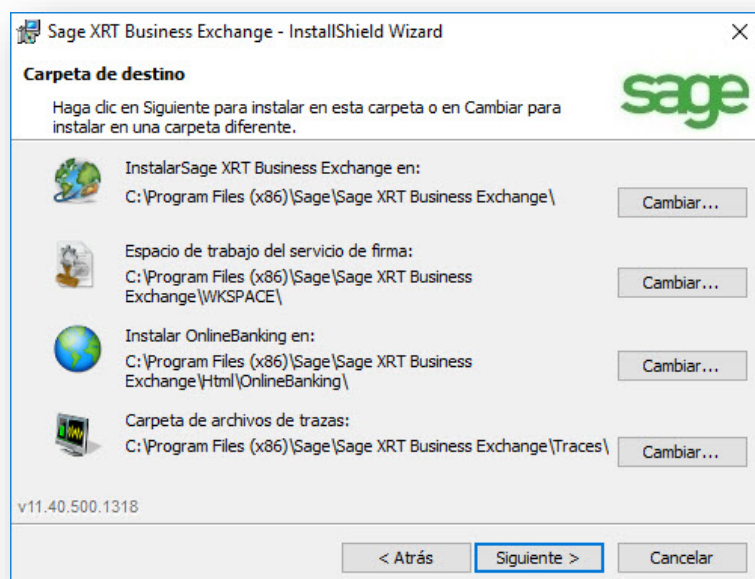 Sage XRT Business Exchange - InstallShield Wizard
Carpeta de destino
Haga clic en Siguiente para instalar en esta carpeta o en Cambiar para
instalar en una carpeta diferente.
sage
InstalarSage XRT Business Exchange en:
C:\Program Files (x86)\Sage\Sage XRT Business Exchange\
Cambiar...
Espacio de trabajo del servicio de firma:
C:\Program Files (x86)\Sage\Sage XRT Business
Exchange\WKSPACE\
Cambiar...
Instalar OnlineBanking en:
C:\Program Files (x86)\Sage\Sage XRT Business
Exchange\Html\OnlineBanking\
Cambiar...
Carpeta de archivos de trazas:
C:\Program Files (x86)\Sage\Sage XRT Business Exchange\Traces\
Cambiar...
v11.40.500.1318
< Atrás
Siguiente >
Cancelar